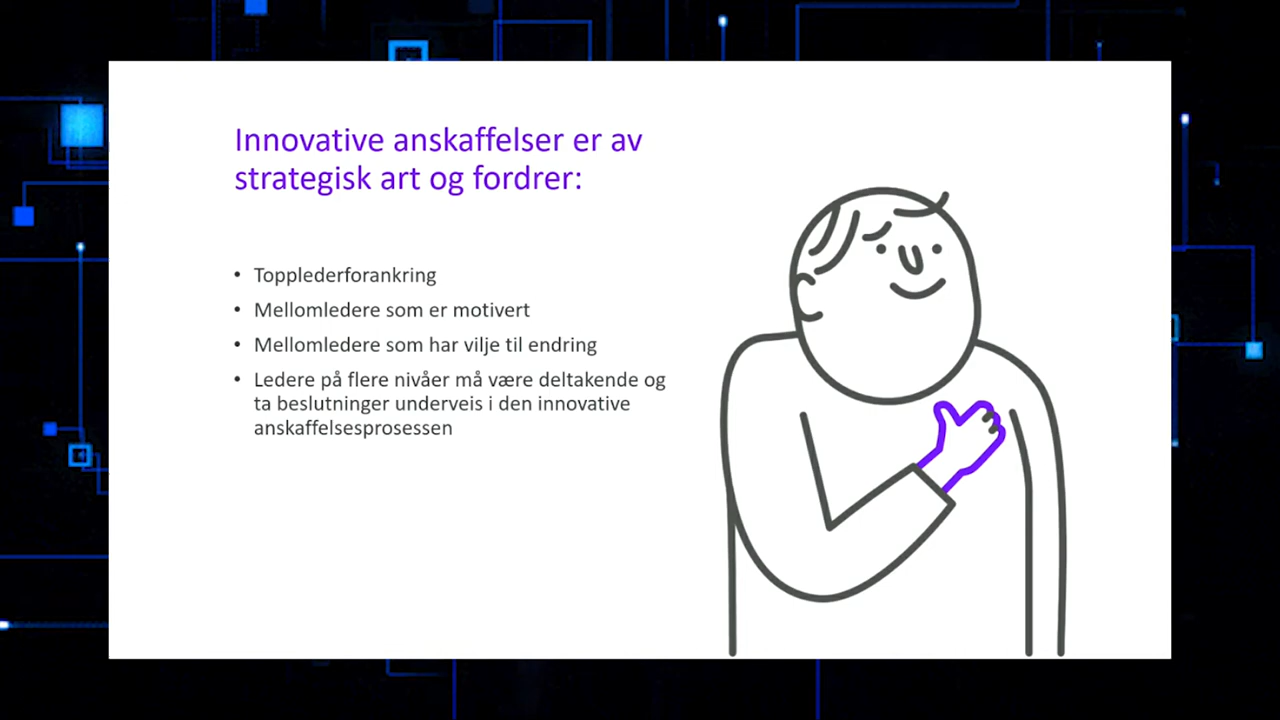 Innovative anskaffelser er av
strategisk art og fordrer:
• Topplederforankring
• Mellomledere som er motivert
• Mellomledere som har vilje til endring
• Ledere på flere nivåer må være deltakende og
ta beslutninger underveis i den innovative
anskaffelsesprosessen